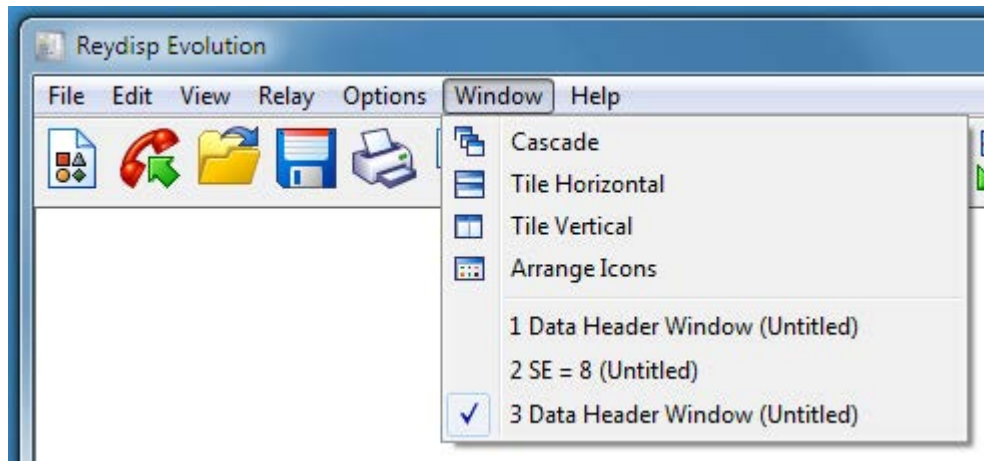 Reydisp Evolution
File Edit View Relay Options Window Help
Cascade
Tile Horizontal
Tile Vertical
Arrange Icons
1 Data Header Window (Untitled)
2 SE = 8 (Untitled)
3 Data Header Window (Untitled)